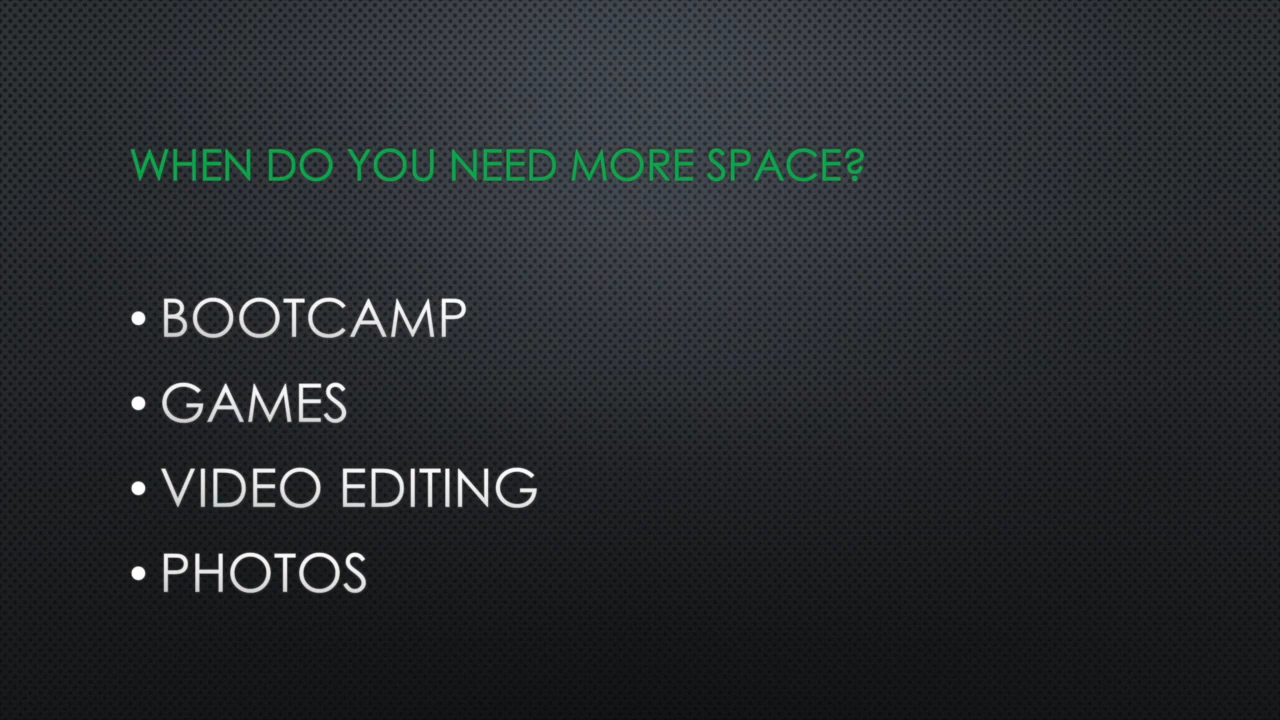 WHEN DO YOU NEED MORE SPACE?
• BOOTCAMP
• GAMES
• VIDEO EDITING
• PHOTOS